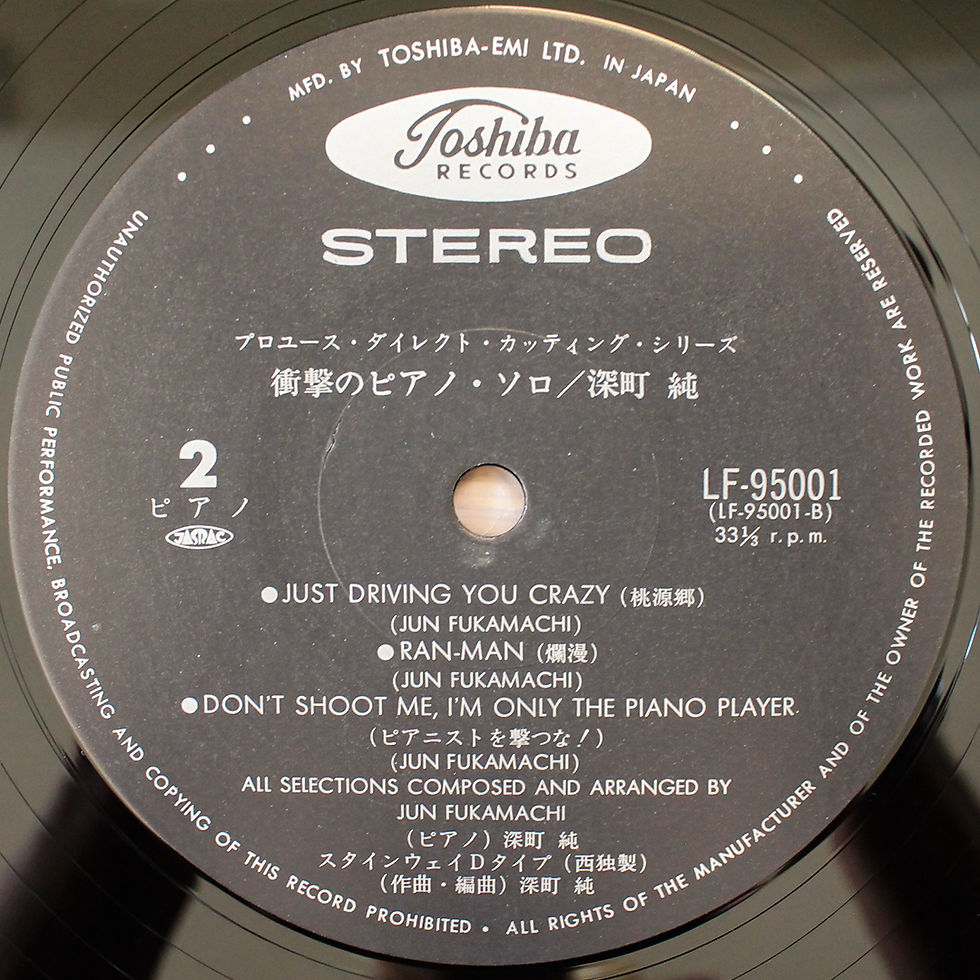 MFD. BY TOSHIBA-EMI LTD. IN JAPAN
Toshiba
RECORDS
STEREO
プロユース・ダイレクト・カッティング・シリーズ
衝撃のピアノ・ソロ／深町 純
2
ピアノ
JASRAC
LF-95001
(LF-95001-B)
33⅓ r.p.m.
●JUST DRIVING YOU CRAZY (桃源郷)
(JUN FUKAMACHI)
●RAN-MAN (爛漫)
(JUN FUKAMACHI)
●DON'T SHOOT ME, I'M ONLY THE PIANO PLAYER
(ピアニストを撃つな！)
(JUN FUKAMACHI)
ALL SELECTIONS COMPOSED AND ARRANGED BY
JUN FUKAMACHI
(ピアノ) 深町 純
スタインウェイDタイプ (西独製)
(作曲・編曲) 深町 純
UNAUTHORIZED PUBLIC PERFORMANCE, BROADCASTING AND COPYING OF THIS RECORD PROHIBITED • ALL RIGHTS OF THE MANUFACTURER AND OF THE OWNER OF THE RECORDED WORK ARE RESERVED